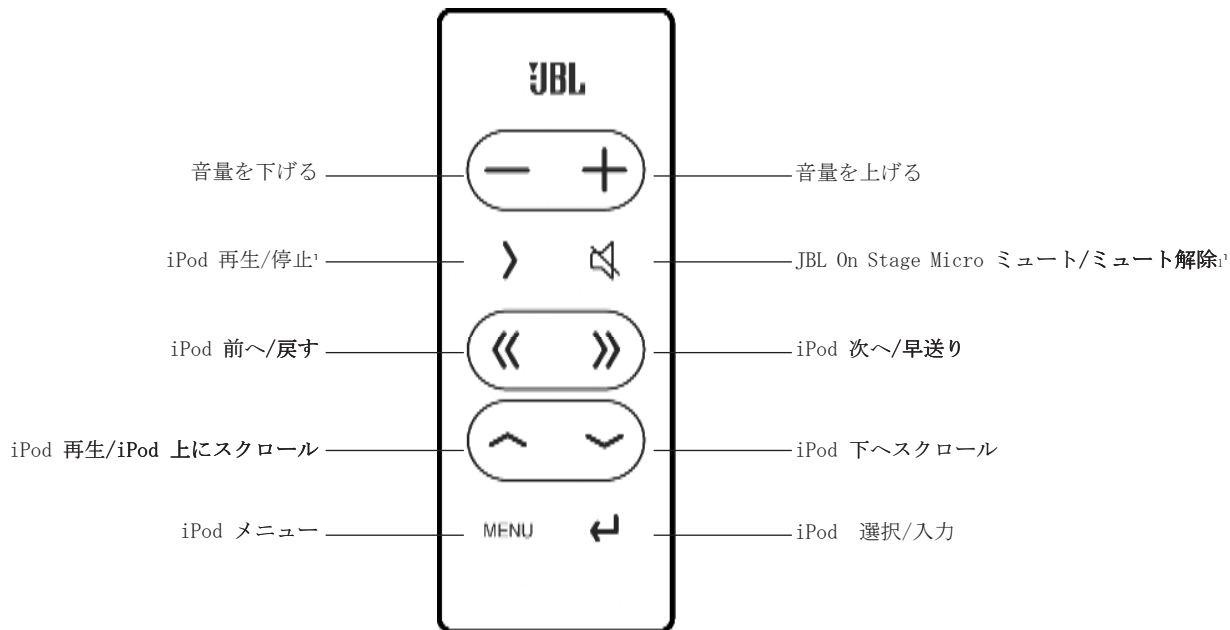 JBL
音量を下げる
音量を上げる
iPod 再生/停止¹
JBL On Stage Micro ミュート/ミュート解除₁¹
iPod 前へ/戻す
iPod 次へ/早送り
iPod 再生/iPod 上にスクロール
iPod 下へスクロール
iPod メニュー
MENU
iPod 選択/入力